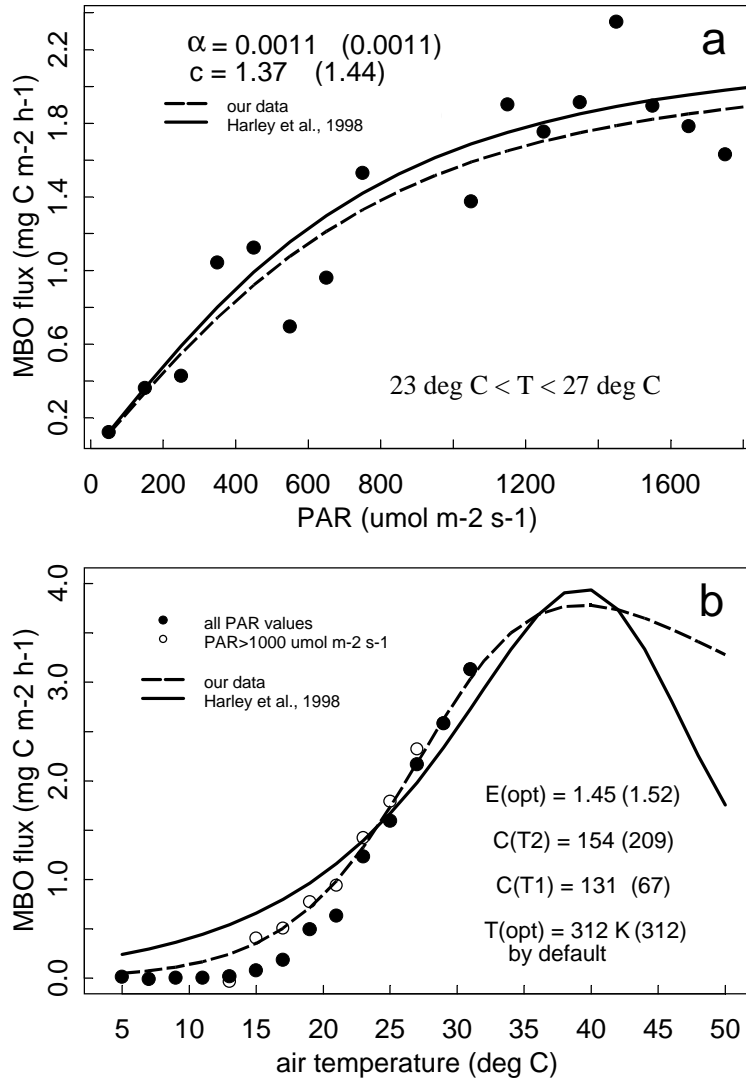 a
α = 0.0011 (0.0011)
c = 1.37 (1.44)
our data
Harley et al., 1998
MBO flux (mg C m-2 h-1)
2.2
1.8
1.4
1.0
0.6
0.2
23 deg C < T < 27 deg C
0 200 400 600 800 1200 1600
PAR (umol m-2 s-1)
b
all PAR values
PAR>1000 umol m-2 s-1
our data
Harley et al., 1998
MBO flux (mg C m-2 h-1)
4.0
3.0
2.0
1.0
0.0
E(opt) = 1.45 (1.52)
C(T2) = 154 (209)
C(T1) = 131 (67)
T(opt) = 312 K (312)
by default
5 10 15 20 25 30 35 40 45 50
air temperature (deg C)